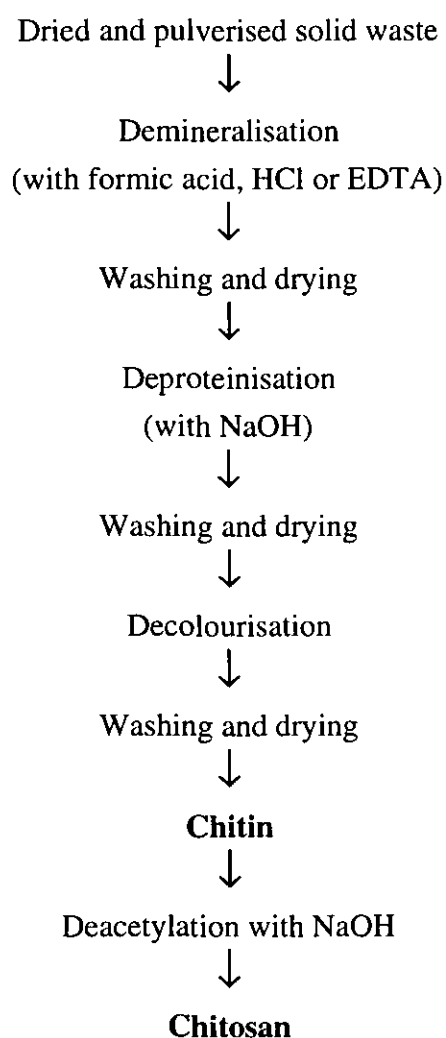 Dried and pulverised solid waste
↓
Demineralisation
(with formic acid, HCl or EDTA)
↓
Washing and drying
↓
Deproteinisation
(with NaOH)
↓
Washing and drying
↓
Decolourisation
↓
Washing and drying
↓
Chitin
↓
Deacetylation with NaOH
↓
Chitosan